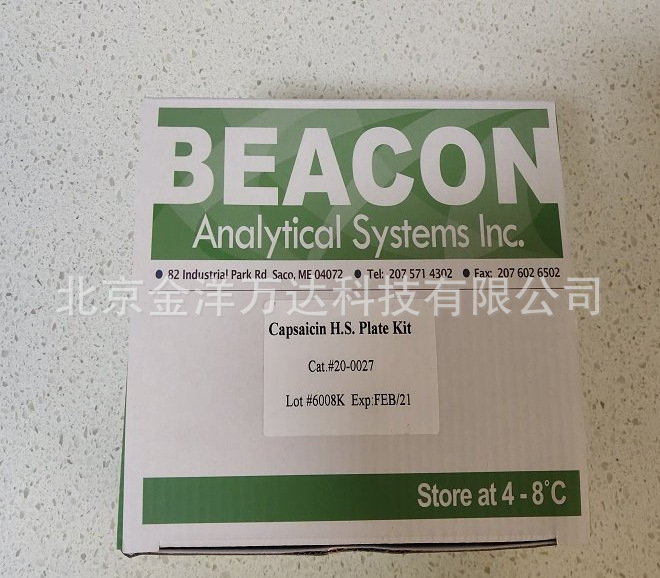 BEACON
Analytical Systems Inc.
• 82 Industrial Park Rd Saco, ME 04072 • Tel: 207 571 4302 • Fax: 207 602 6502
北京金洋万达科技有限公司
Capsaicin H.S. Plate Kit
Cat.#20-0027
Lot #6008K Exp:FEB/21
Store at 4 - 8°C